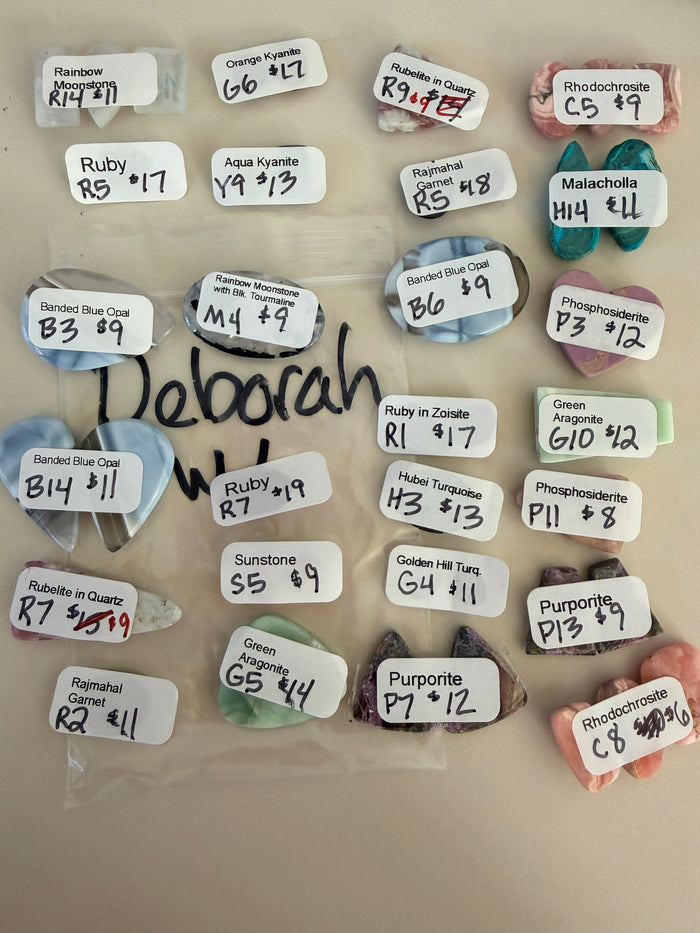 Rainbow
Moonstone
R14 $11
Orange Kyanite
G6 $17
Rubelite in Quartz
R9 $9
Rhodochrosite
C5 $9
Ruby
R5 $17
Aqua Kyanite
Y9 $13
Rajmahal
Garnet
R5 $18
Malacholla
H14 $11
Banded Blue Opal
B3 $9
Rainbow Moonstone
with Blk. Tourmaline
M4 $9
Banded Blue Opal
B6 $9
Phosphosiderite
P3 $12
Deborah
W
Banded Blue Opal
B14 $11
Ruby
R7 $19
Ruby in Zoisite
R1 $17
Green
Aragonite
G10 $12
Hubei Turquoise
H3 $13
Phosphosiderite
P11 $8
Rubelite in Quartz
R7 $15 $9
Sunstone
S5 $9
Golden Hill Turq.
G4 $11
Purporite
P13 $9
Rajmahal
Garnet
R2 $11
Green
Aragonite
G5 $14
Purporite
P7 $12
Rhodochrosite
C8 $6